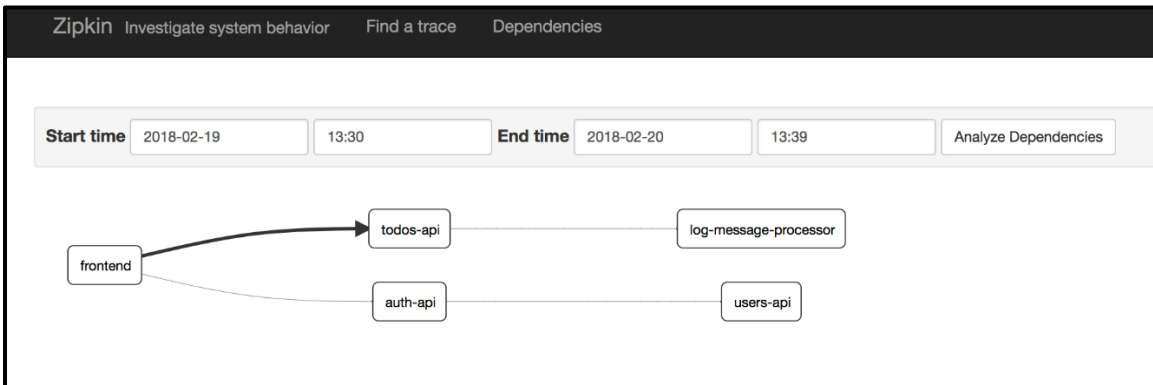 Zipkin Investigate system behavior Find a trace Dependencies
Start time 2018-02-19 13:30 End time 2018-02-20 13:39 Analyze Dependencies
todos-api log-message-processor
frontend
auth-api users-api